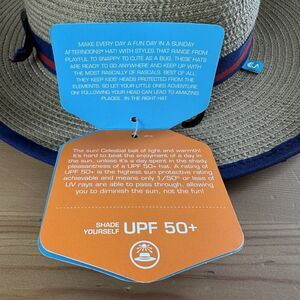 MAKE EVERY DAY A FUN DAY IN A SUNDAY
AFTERNOONS® HAT! WITH STYLES THAT RANGE FROM
PLAYFUL TO SNAPPY TO CUTE AS A BUG, THESE HATS
ARE READY TO GO ANYWHERE AND KEEP UP WITH
THE MOST RASCALLY OF RASCALS. BEST OF ALL,
THEY KEEP KIDS' HEADS PROTECTED FROM THE
ELEMENTS. SO LET YOUR LITTLE ONES ADVENTURE
ON! FOLLOWING YOUR HEAD CAN LEAD TO AMAZING
PLACES. IN THE RIGHT HAT.
The sun! Celestial ball of light and warmth!
It's hard to beat the enjoyment of a day in
the sun, unless it's a day spent in the shady
pleasantness of a UPF 50+ hat. A rating of
UPF 50+ is the highest sun protective rating
achievable and means only 1/50th or less of
UV rays are able to pass through, allowing
you to diminish the sun, not the fun!
SHADE
YOURSELF UPF 50+